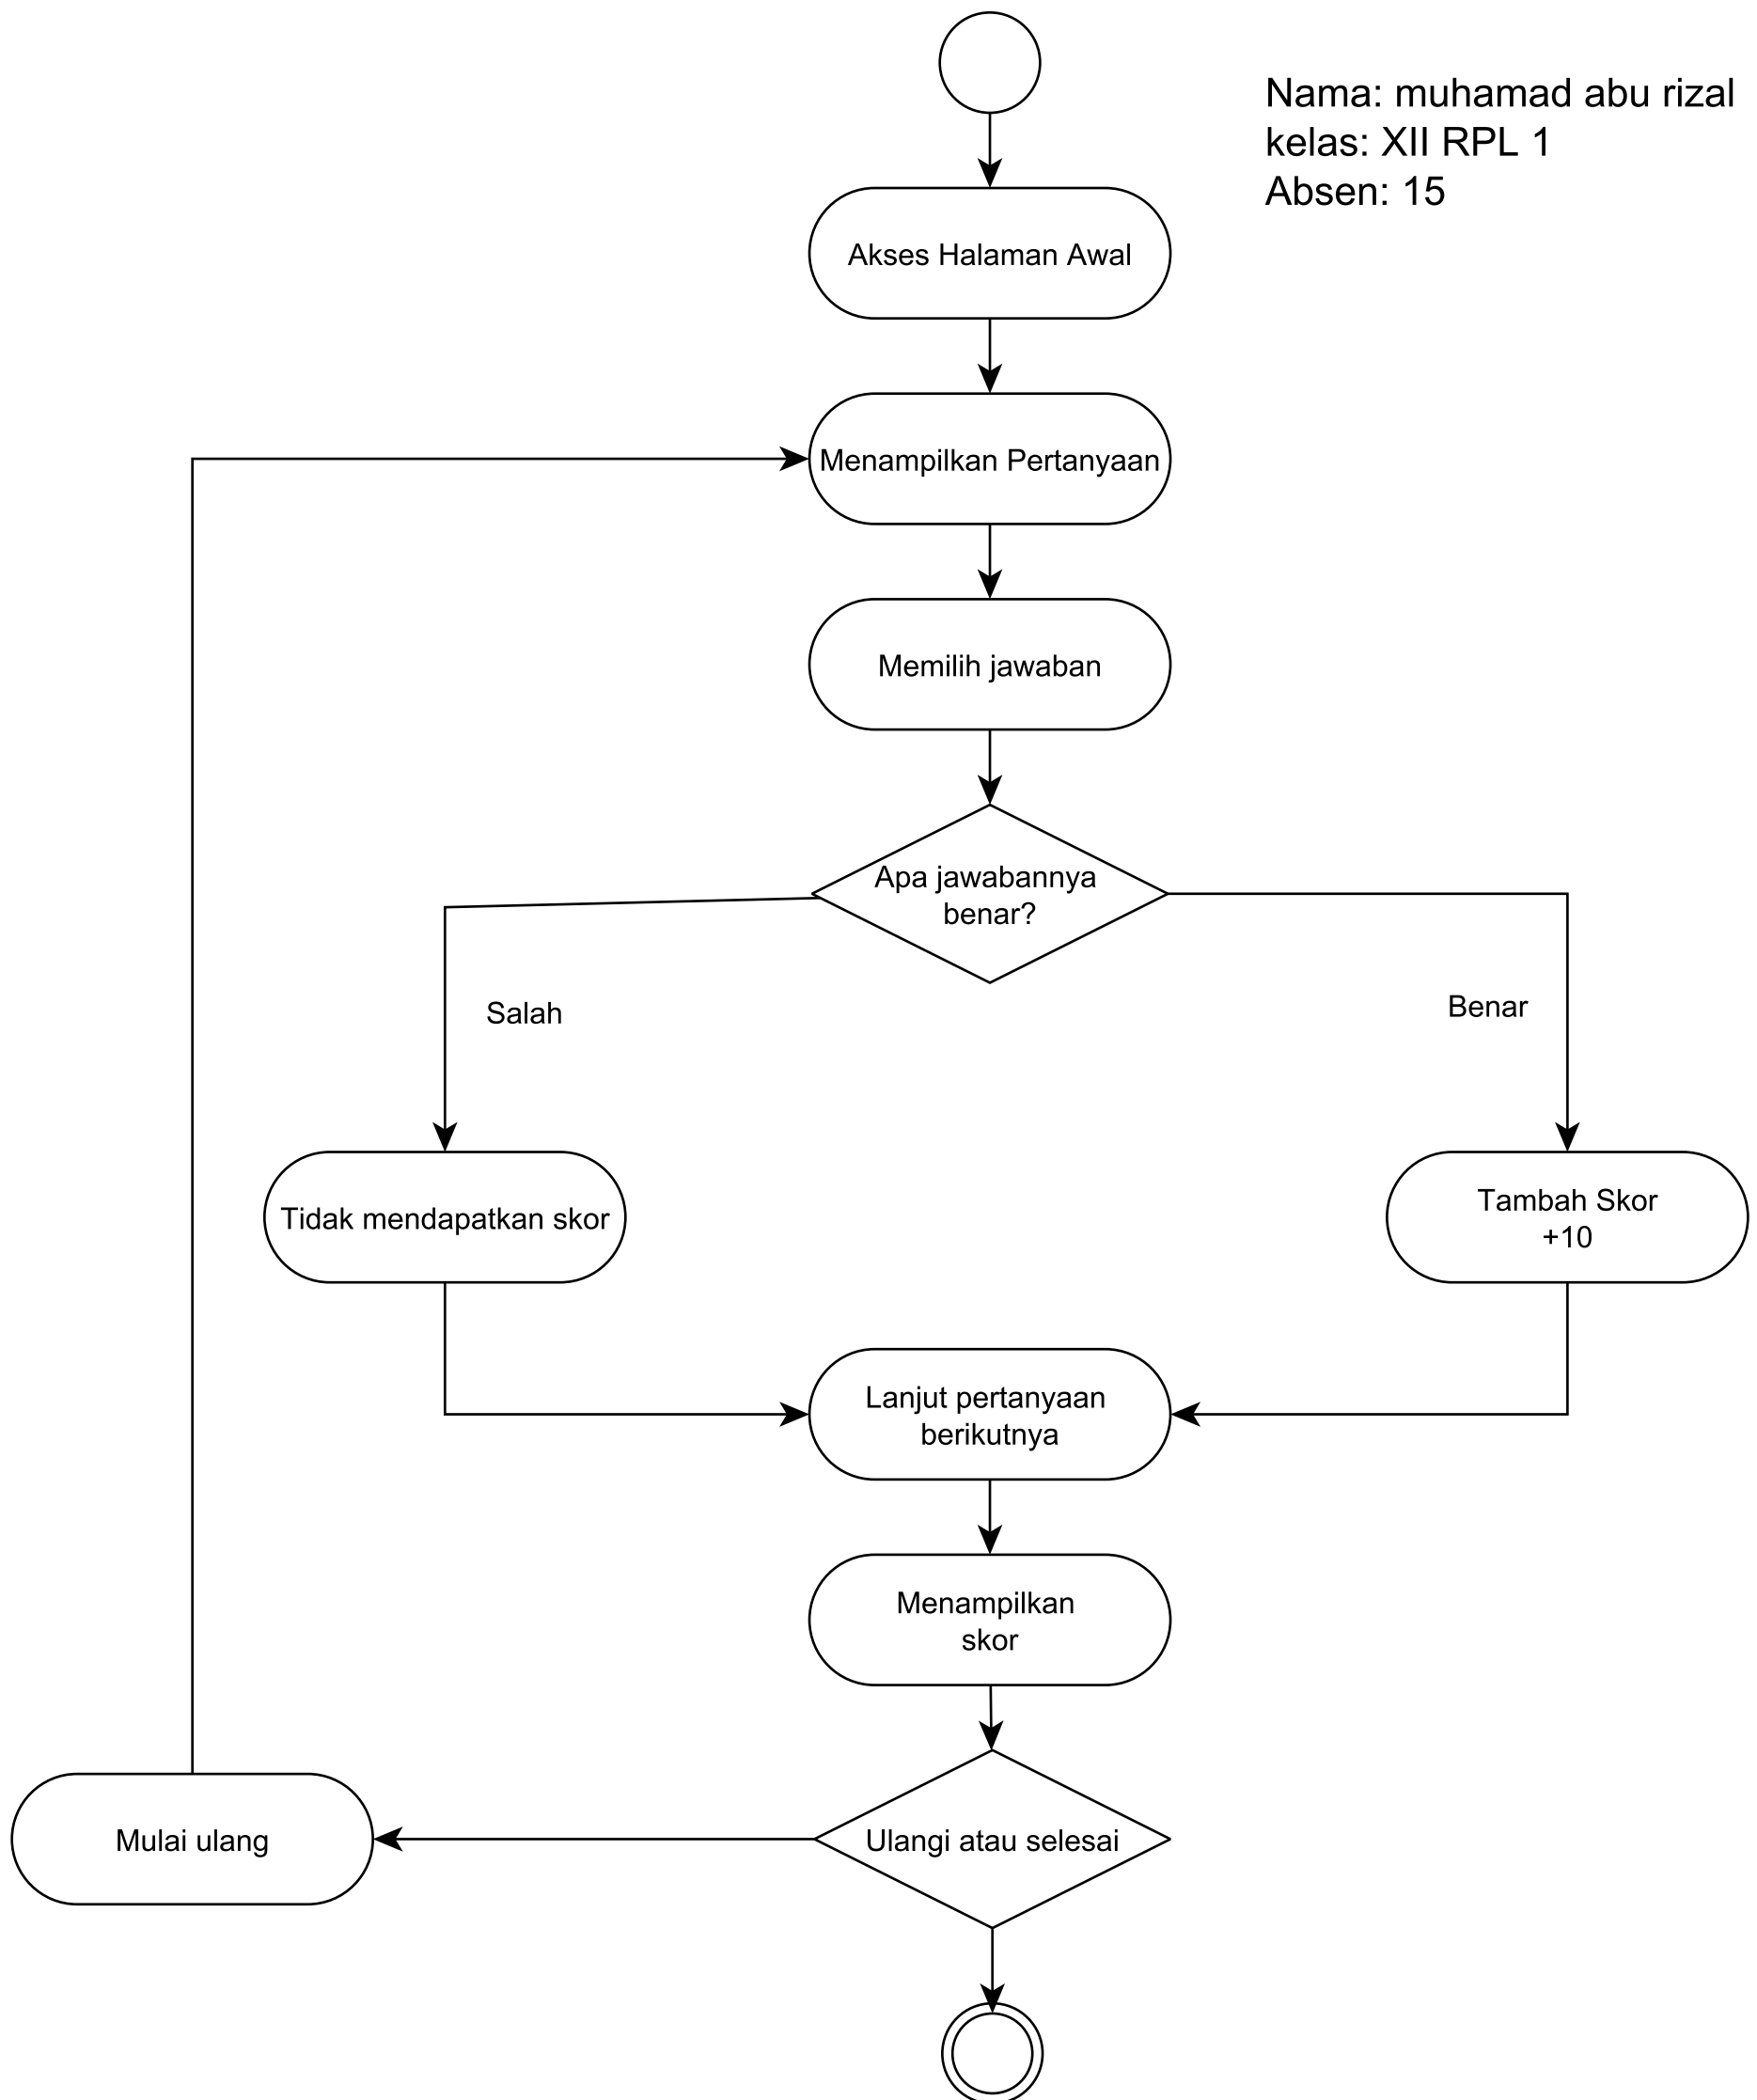 Nama: muhamad abu rizal
kelas: XII RPL 1
Absen: 15
Akses Halaman Awal
Menampilkan Pertanyaan
Memilih jawaban
Apa jawabannya
benar?
Salah
Benar
Tidak mendapatkan skor
Tambah Skor
+10
Lanjut pertanyaan
berikutnya
Menampilkan
skor
Ulangi atau selesai
Mulai ulang